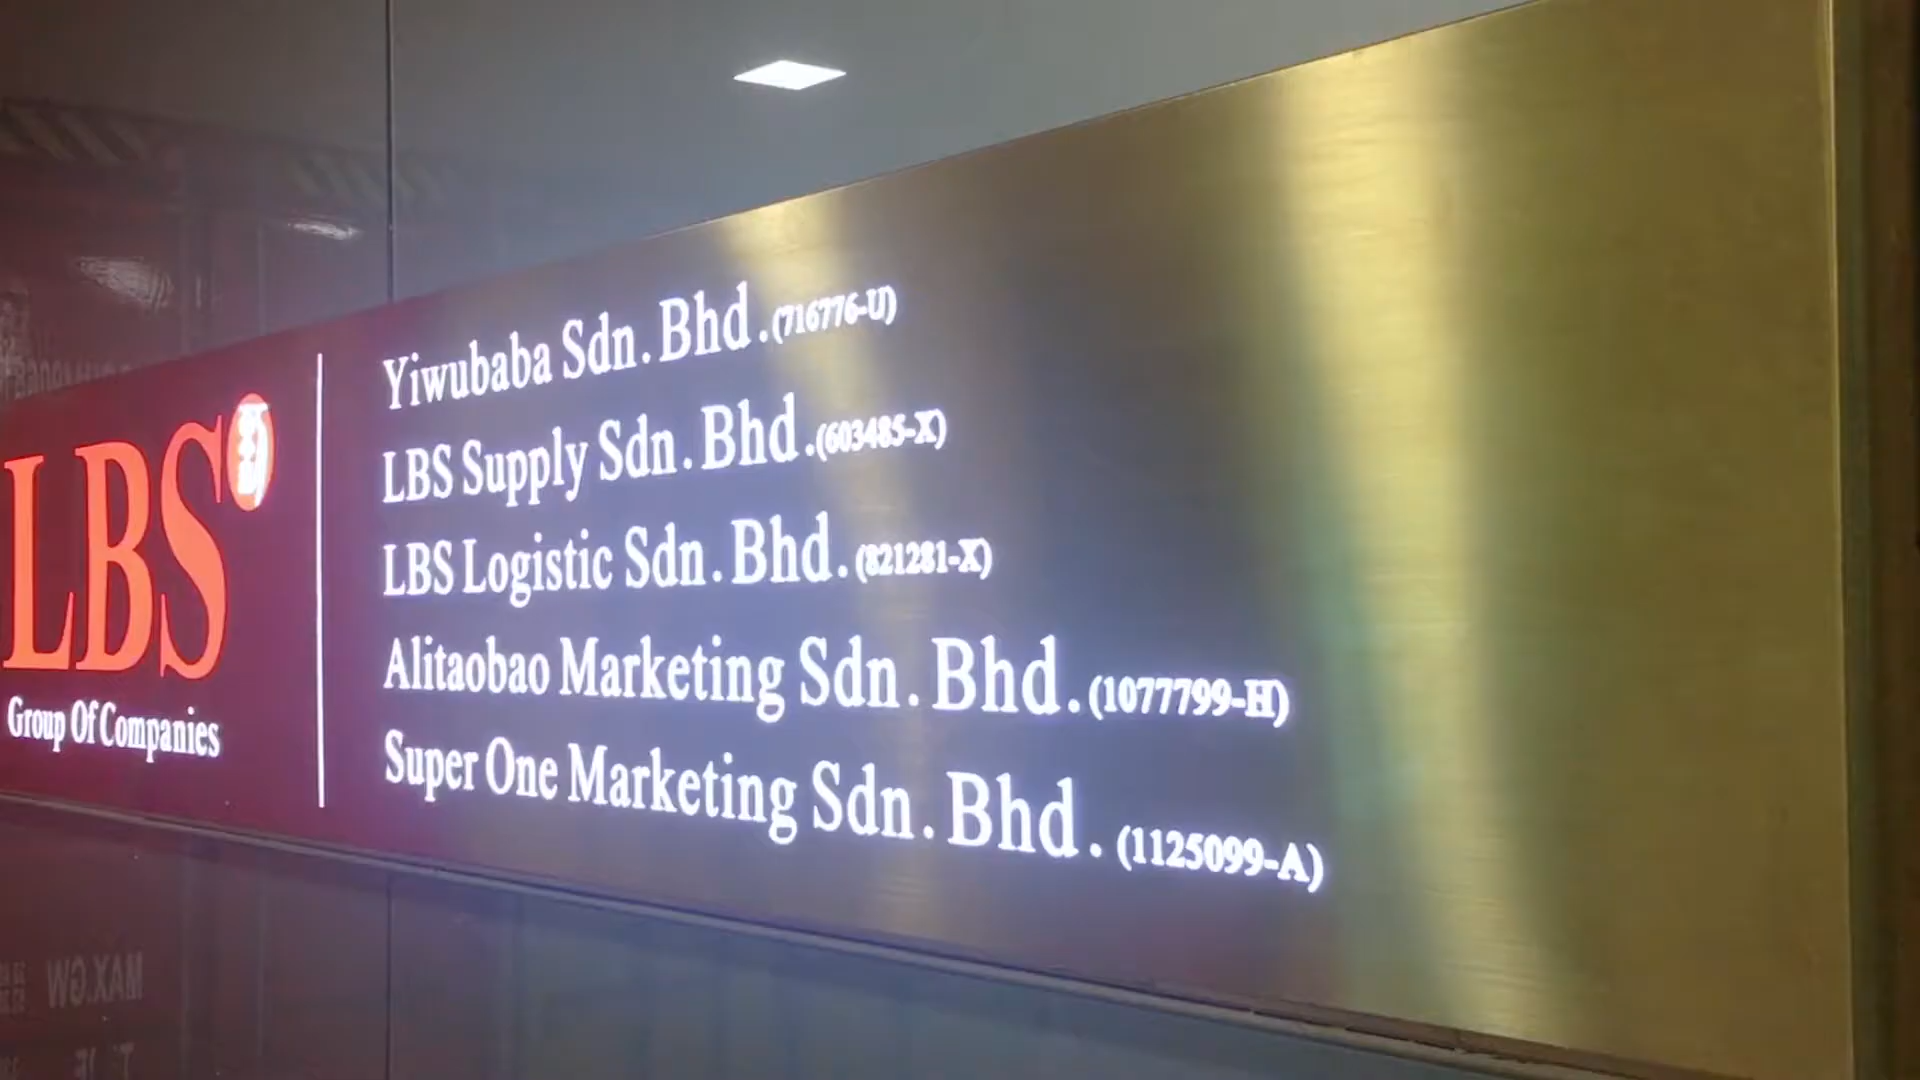 LBS
Group Of Companies
Yiwubaba Sdn. Bhd. (716776-U)
LBS Supply Sdn. Bhd. (603485-X)
LBS Logistic Sdn. Bhd. (821281-X)
Alitaobao Marketing Sdn. Bhd. (1077799-H)
Super One Marketing Sdn. Bhd. (1125099-A)
MAX.GW